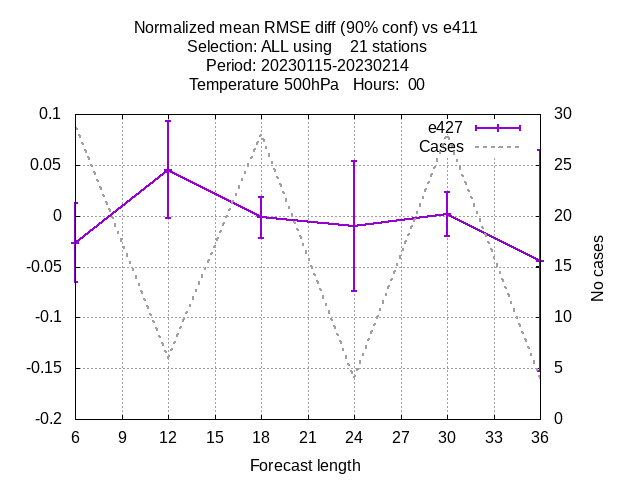 Normalized mean RMSE diff (90% conf) vs e411
Selection: ALL using    21 stations
Period: 20230115-20230214
Temperature 500hPa   Hours:  00
0.1
0.05
0
-0.05
-0.1
-0.15
-0.2
30
25
20
15
10
5
0
No cases
e427
Cases
6 9 12 15 18 21 24 27 30 33 36
Forecast length